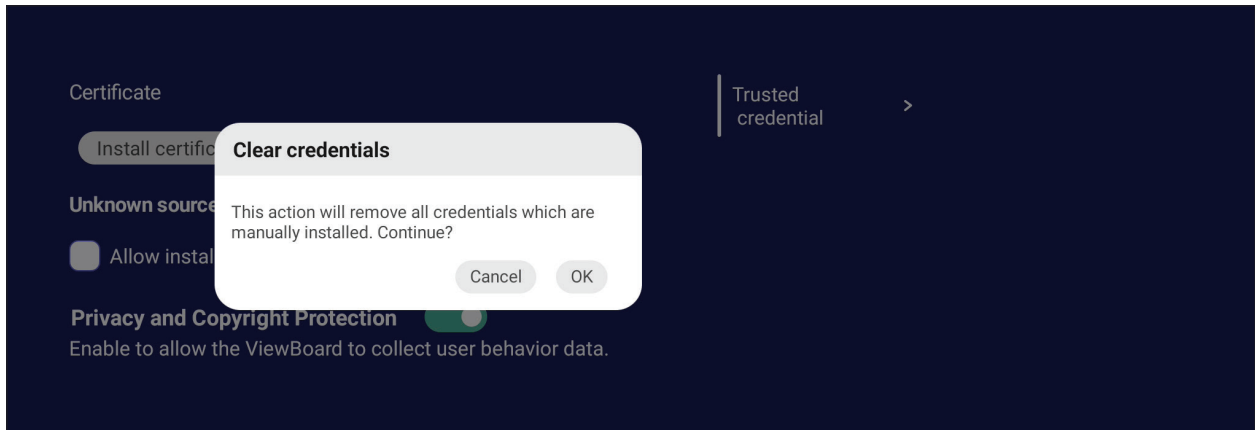 Certificate
Trusted
credential
Install certific
Clear credentials
Unknown source
This action will remove all credentials which are
manually installed. Continue?
Allow instal
Cancel
OK
Privacy and Copyright Protection
Enable to allow the ViewBoard to collect user behavior data.